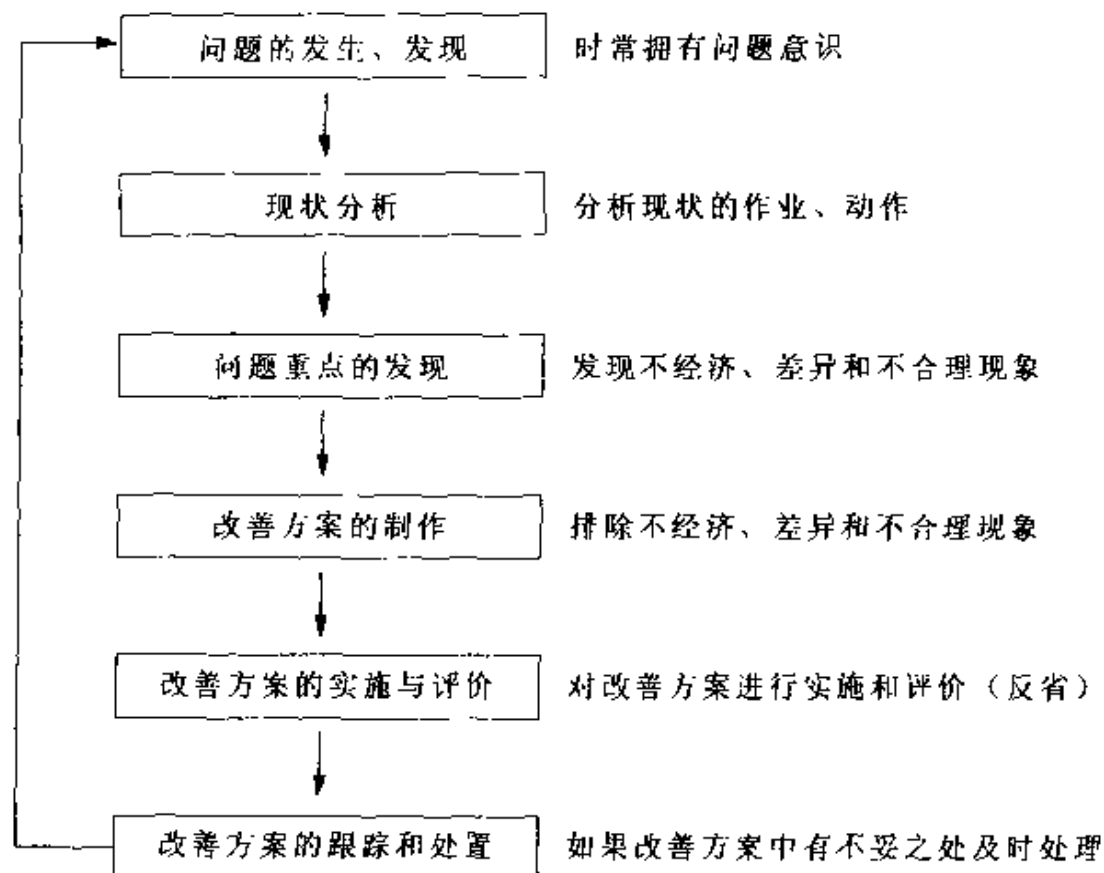 问题的发生、发现 时常拥有问题意识
现状分析 分析现状的作业、动作
问题重点的发现 发现不经济、差异和不合理现象
改善方案的制作 排除不经济、差异和不合理现象
改善方案的实施与评价 对改善方案进行实施和评价（反省）
改善方案的跟踪和处置 如果改善方案中有不妥之处及时处理